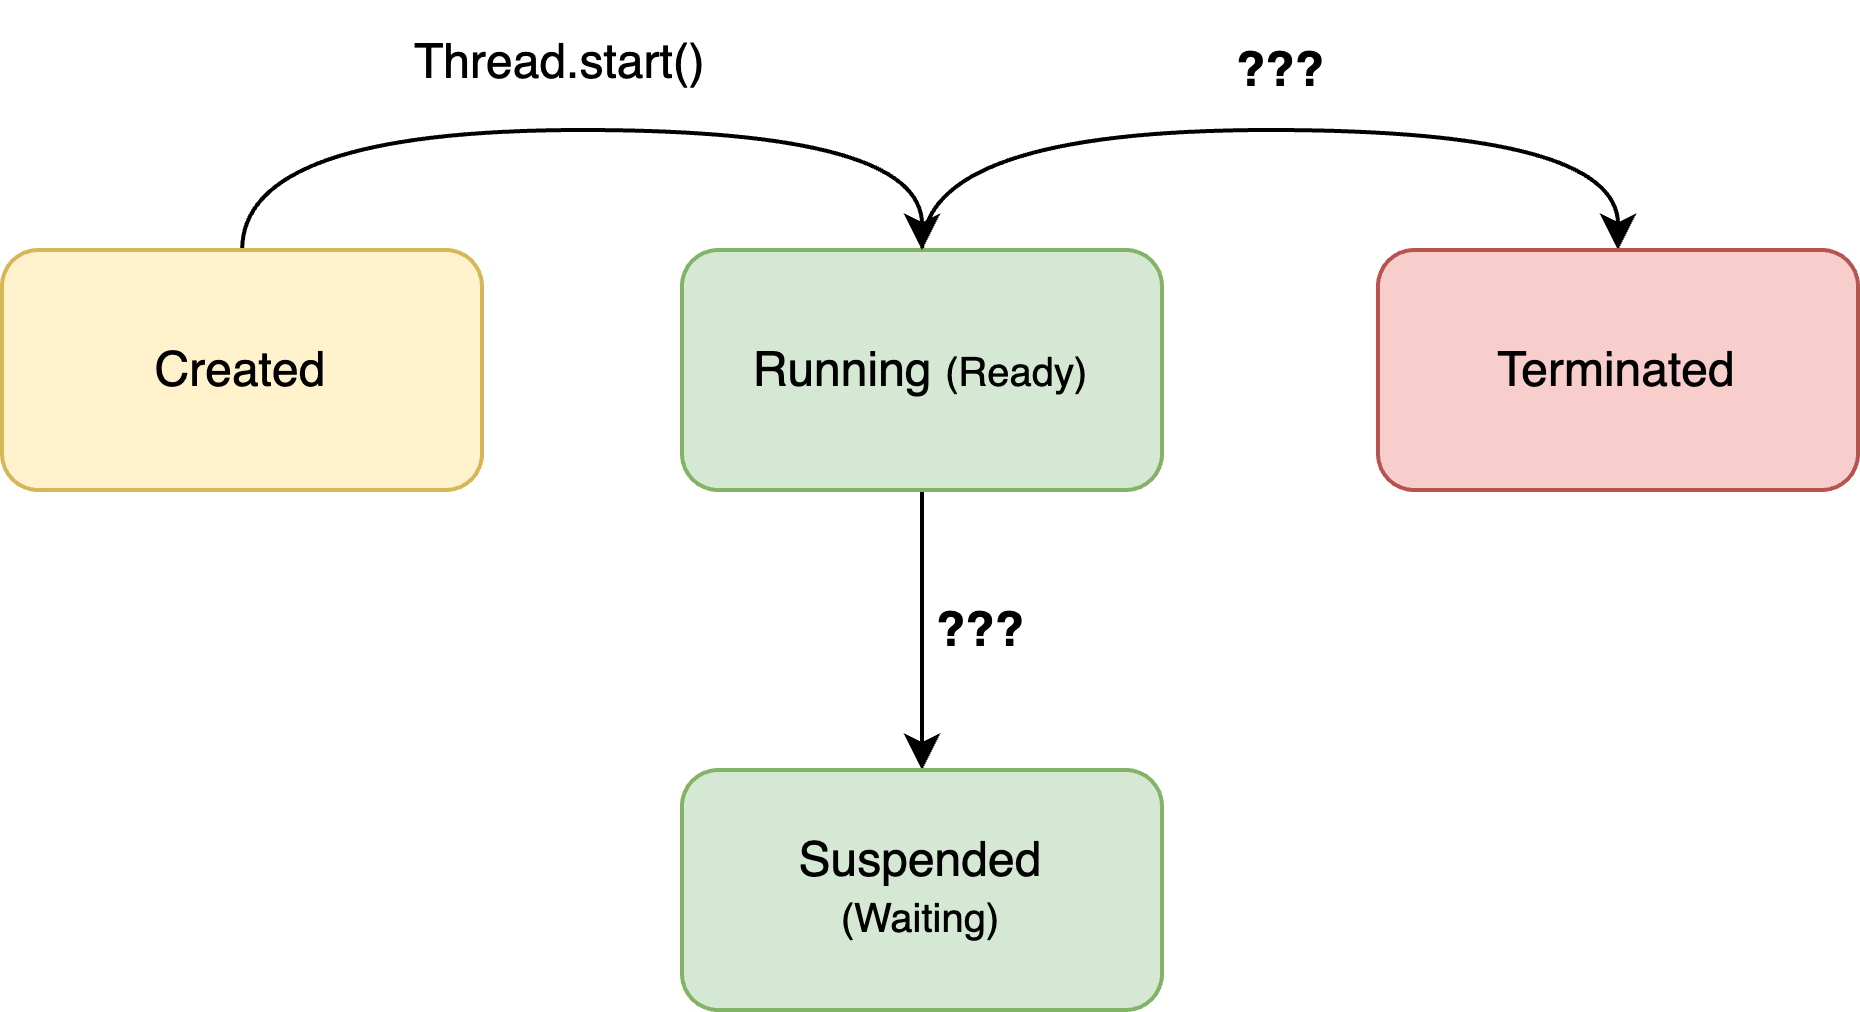 Thread.start()
???
Created
Running (Ready)
Terminated
???
Suspended
(Waiting)